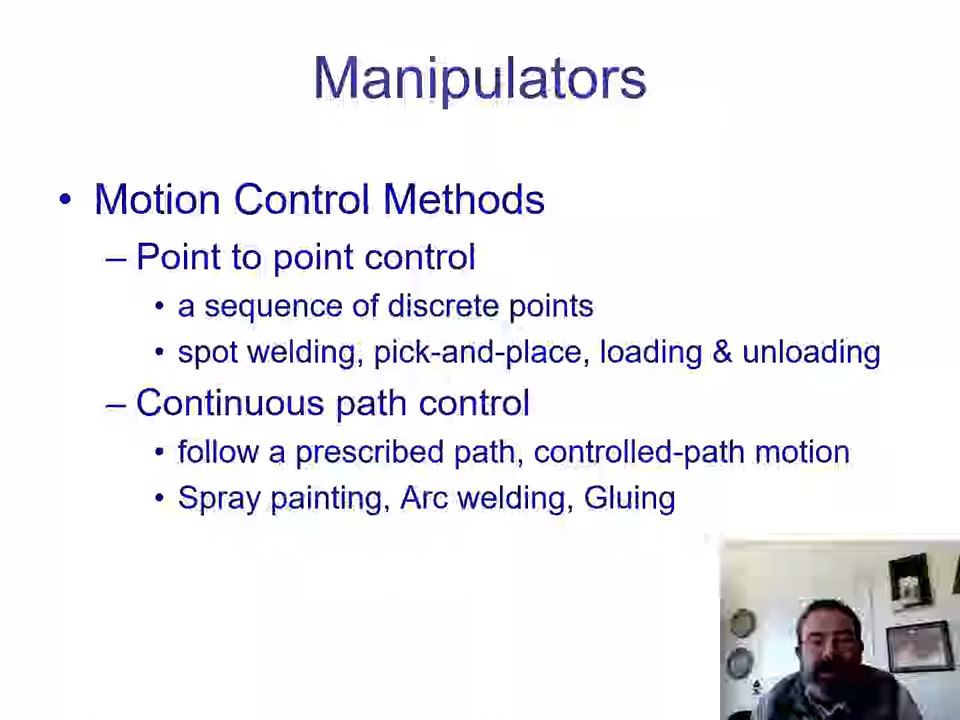 Manipulators
• Motion Control Methods
– Point to point control
• a sequence of discrete points
• spot welding, pick-and-place, loading & unloading
– Continuous path control
• follow a prescribed path, controlled-path motion
• Spray painting, Arc welding, Gluing